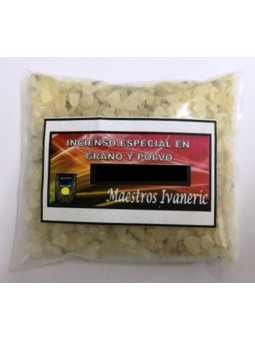 INCIENSO ESPECIAL EN
GRANO Y POLVO
Maestros Ivaneric